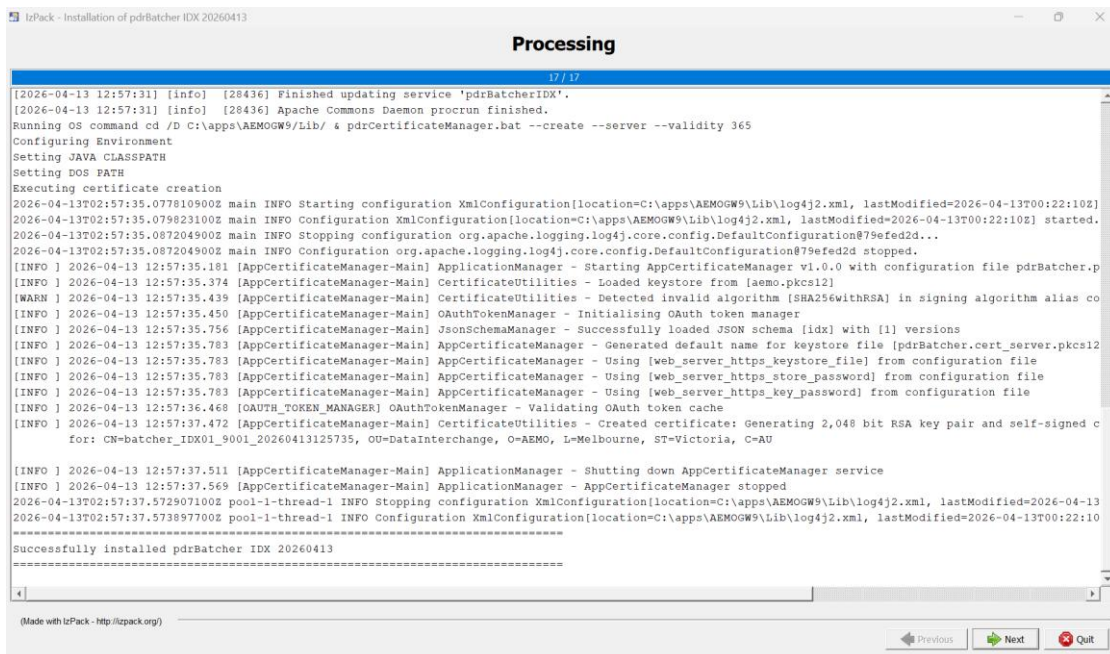 IzPack - Installation of pdrBatcher IDX 20260413
Processing
17 / 17
[2026-04-13 12:57:31] [info]  [28436] Finished updating service 'pdrBatcherIDX'.
[2026-04-13 12:57:31] [info]  [28436] Apache Commons Daemon procrun finished.
Running OS command cd /D C:\apps\AEMOGW9/Lib/ & pdrCertificateManager.bat --create --server --validity 365
Configuring Environment
Setting JAVA CLASSPATH
Setting DOS PATH
Executing certificate creation
2026-04-13T02:57:35.077810900Z main INFO Starting configuration XmlConfiguration[location=C:\apps\AEMOGW9\Lib\log4j2.xml, lastModified=2026-04-13T00:22:10Z]
2026-04-13T02:57:35.079823100Z main INFO Configuration XmlConfiguration[location=C:\apps\AEMOGW9\Lib\log4j2.xml, lastModified=2026-04-13T00:22:10Z] started.
2026-04-13T02:57:35.087204900Z main INFO Stopping configuration org.apache.logging.log4j.core.config.DefaultConfiguration@79efed2d...
2026-04-13T02:57:35.087204900Z main INFO Configuration org.apache.logging.log4j.core.config.DefaultConfiguration@79efed2d stopped.
[INFO ] 2026-04-13 12:57:35.181 [AppCertificateManager-Main] ApplicationManager - Starting AppCertificateManager v1.0.0 with configuration file pdrBatcher.p
[INFO ] 2026-04-13 12:57:35.374 [AppCertificateManager-Main] CertificateUtilities - Loaded keystore from [aemo.pkcs12]
[WARN ] 2026-04-13 12:57:35.439 [AppCertificateManager-Main] CertificateUtilities - Detected invalid algorithm [SHA256withRSA] in signing algorithm alias co
[INFO ] 2026-04-13 12:57:35.450 [AppCertificateManager-Main] OAuthTokenManager - Initialising OAuth token manager
[INFO ] 2026-04-13 12:57:35.756 [AppCertificateManager-Main] JsonSchemaManager - Successfully loaded JSON schema [idx] with [1] versions
[INFO ] 2026-04-13 12:57:35.783 [AppCertificateManager-Main] AppCertificateManager - Generated default name for keystore file [pdrBatcher.cert_server.pkcs12
[INFO ] 2026-04-13 12:57:35.783 [AppCertificateManager-Main] AppCertificateManager - Using [web_server_https_keystore_file] from configuration file
[INFO ] 2026-04-13 12:57:35.783 [AppCertificateManager-Main] AppCertificateManager - Using [web_server_https_store_password] from configuration file
[INFO ] 2026-04-13 12:57:35.783 [AppCertificateManager-Main] AppCertificateManager - Using [web_server_https_key_password] from configuration file
[INFO ] 2026-04-13 12:57:36.468 [OAUTH_TOKEN_MANAGER] OAuthTokenManager - Validating OAuth token cache
[INFO ] 2026-04-13 12:57:37.472 [AppCertificateManager-Main] CertificateUtilities - Created certificate: Generating 2,048 bit RSA key pair and self-signed c
for: CN=batcher_IDX01_9001_20260413125735, OU=DataInterchange, O=AEMO, L=Melbourne, ST=Victoria, C=AU
[INFO ] 2026-04-13 12:57:37.511 [AppCertificateManager-Main] ApplicationManager - Shutting down AppCertificateManager service
[INFO ] 2026-04-13 12:57:37.569 [AppCertificateManager-Main] ApplicationManager - AppCertificateManager stopped
2026-04-13T02:57:37.572907100Z pool-1-thread-1 INFO Stopping configuration XmlConfiguration[location=C:\apps\AEMOGW9\Lib\log4j2.xml, lastModified=2026-04-13
2026-04-13T02:57:37.573897700Z pool-1-thread-1 INFO Configuration XmlConfiguration[location=C:\apps\AEMOGW9\Lib\log4j2.xml, lastModified=2026-04-13T00:22:10
===============================================================================
Successfully installed pdrBatcher IDX 20260413
===============================================================================
(Made with IzPack - http://izpack.org/)
Previous
Next
Quit